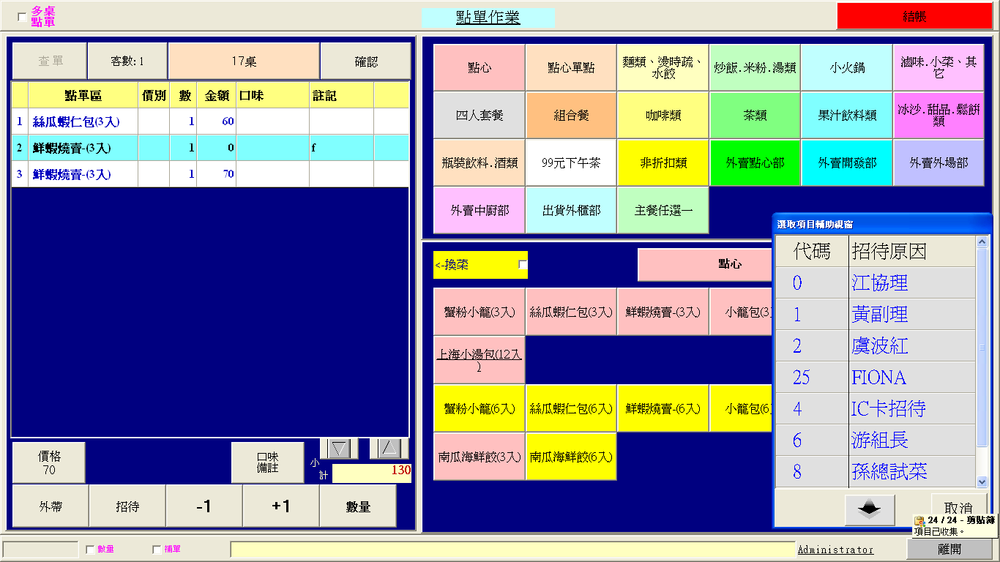 多桌
點單
點單作業
結帳
查單
客數: 1
17桌
確認
點單區 價別 數 金額 口味 註記
1 絲瓜蝦仁包(3入) 1 60
2 鮮蝦燒賣-(3入) 1 0 f
3 鮮蝦燒賣-(3入) 1 70
價格
70
口味
備註
小
計
130
外帶
招待
-1
+1
數量
點心
點心單點
麵類、燙時疏、
水餃
炒飯.米粉.湯類
小火鍋
滷味.小菜、其
它
四人套餐
組合餐
咖啡類
茶類
果汁飲料類
冰沙.甜品.鬆餅
類
瓶裝飲料.酒類
99元下午茶
非折扣類
外賣點心部
外賣開發部
外賣外場部
外賣中廚部
出貨外櫃部
主餐任選一
<-換菜
點心
蟹粉小籠(3入)
絲瓜蝦仁包(3入)
鮮蝦燒賣-(3入)
小籠包(3
上海小湯包(12入
)
蟹粉小籠(6入)
絲瓜蝦仁包(6入)
鮮蝦燒賣-(6入)
小籠包(6
南瓜海鮮餃(3入)
南瓜海鮮餃(6入)
選取項目輔助視窗
代碼 招待原因
0 江協理
1 黃副理
2 虞波紅
25 FIONA
4 IC卡招待
6 游組長
8 孫總試菜
取消
24 / 24 - 剪貼簿
項目已收集。
數量
補單
Administrator
離開